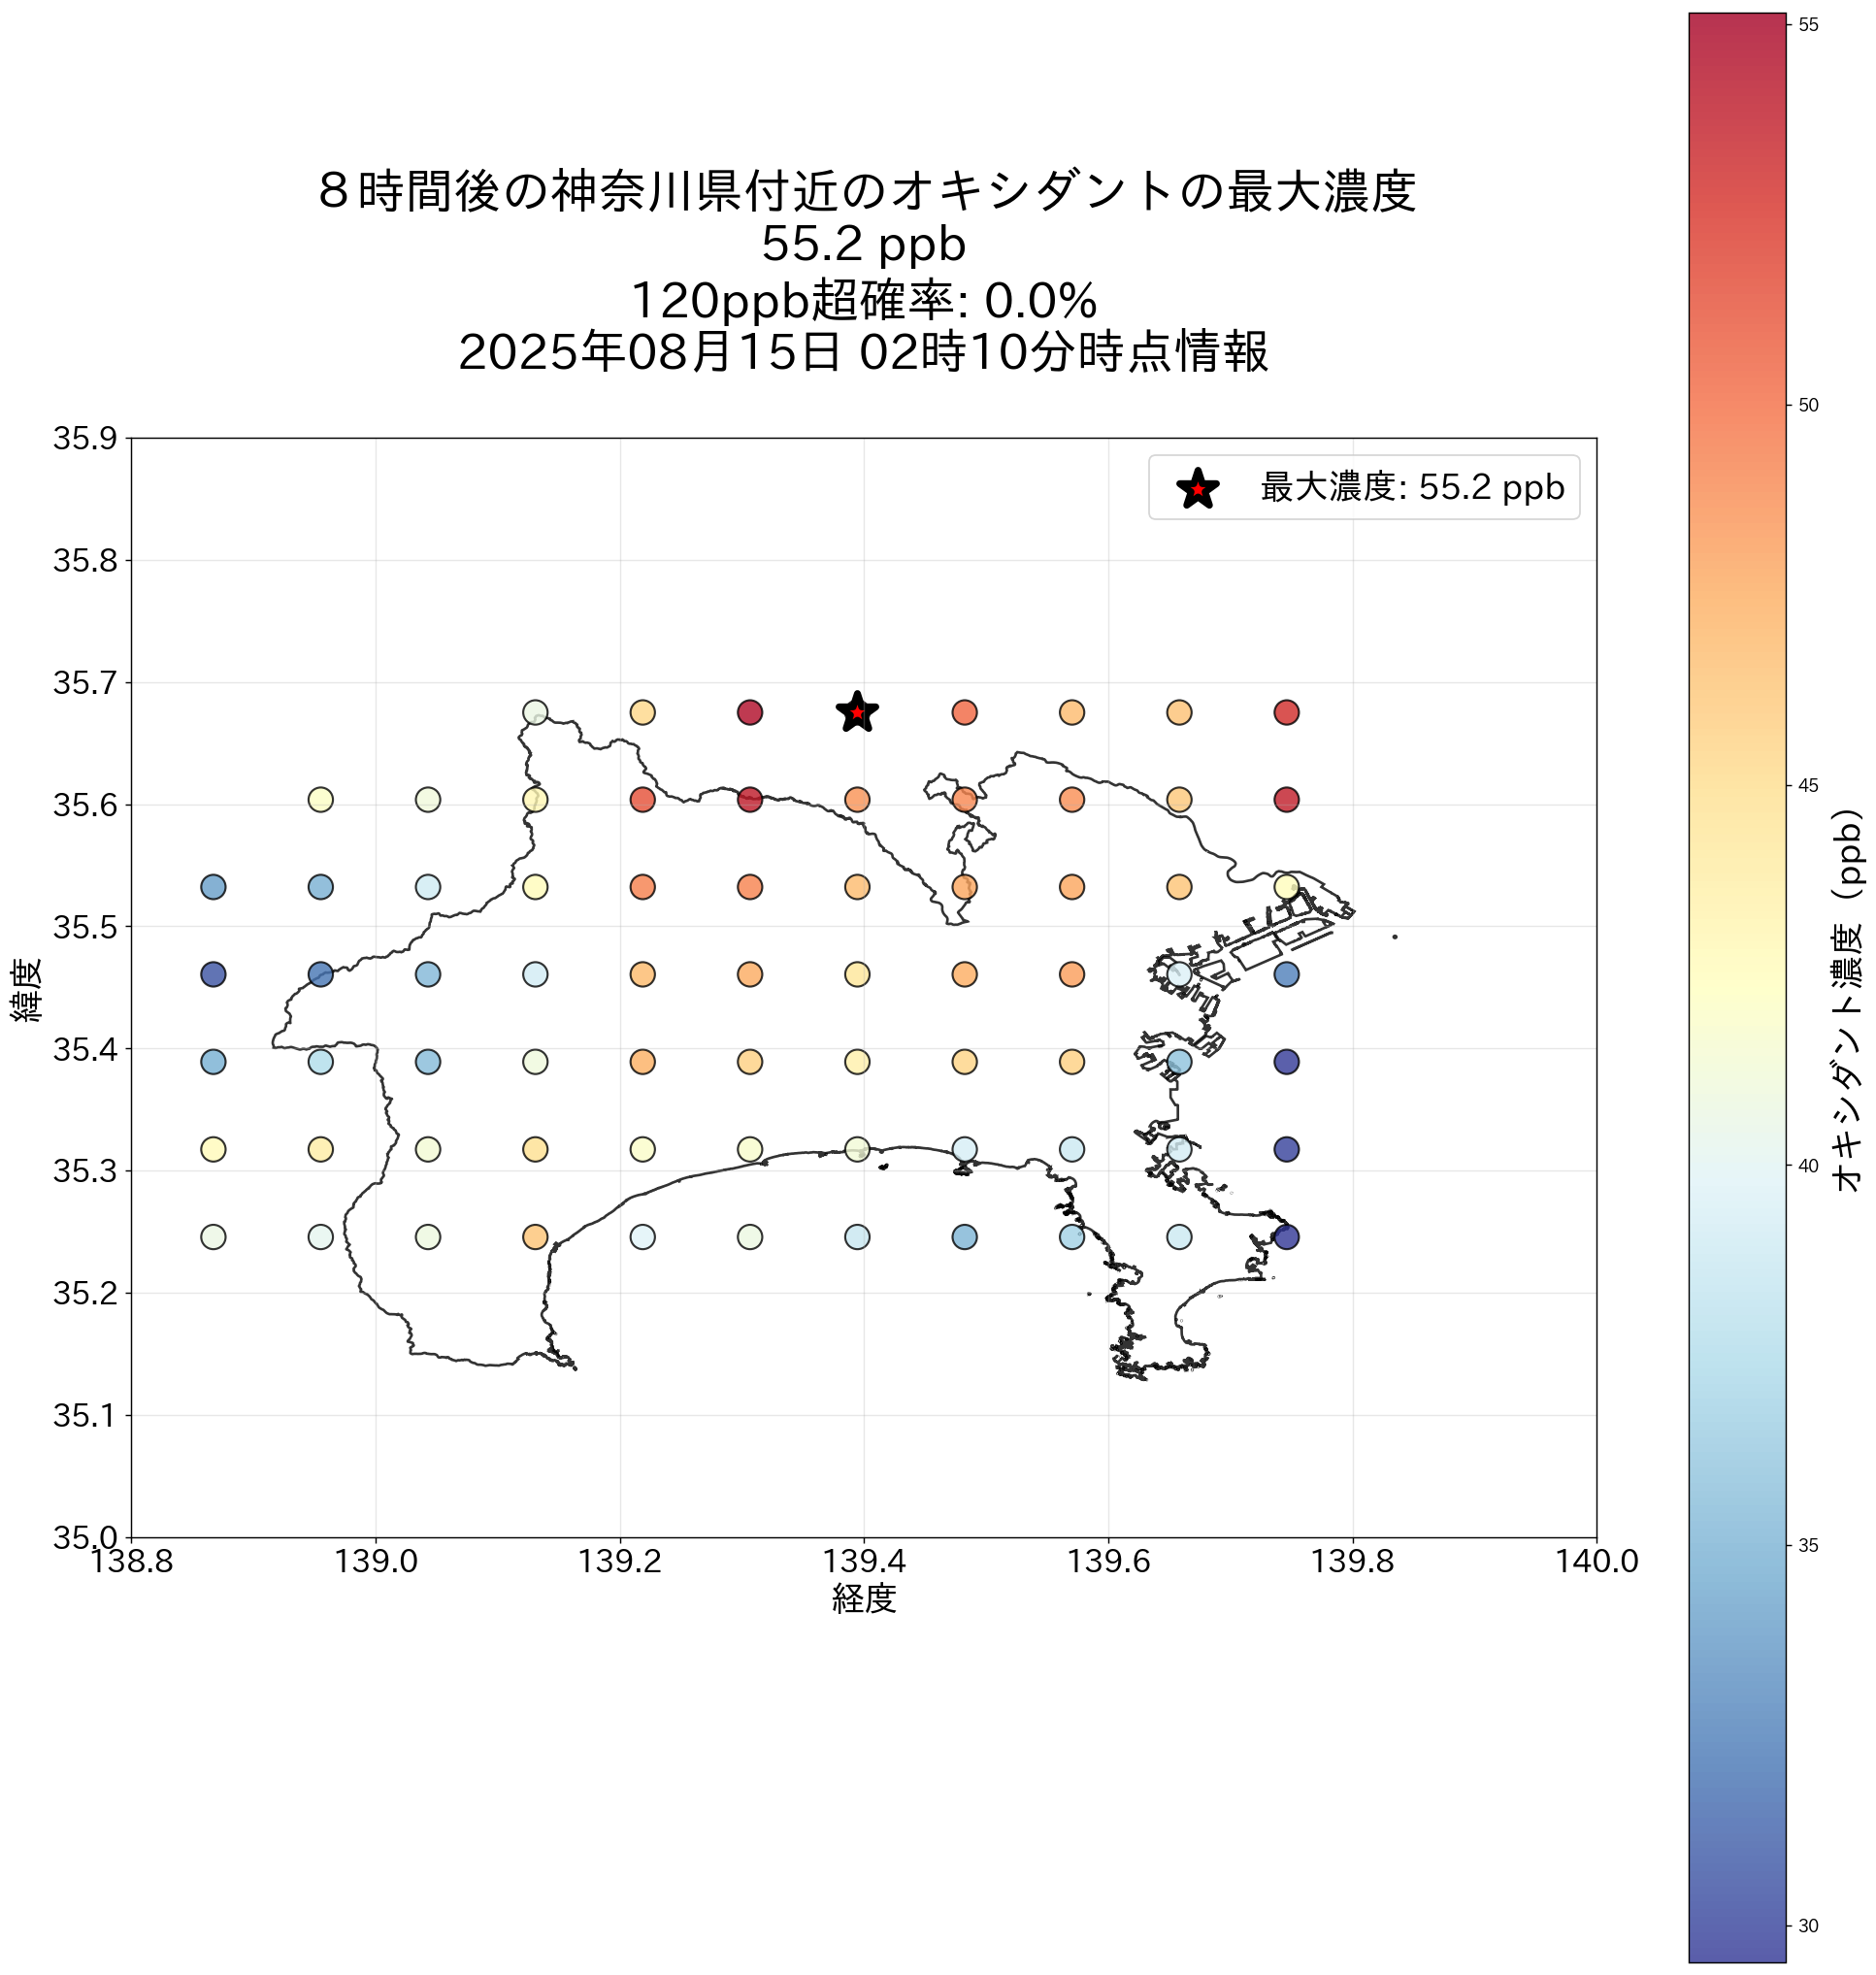 ８時間後の神奈川県付近のオキシダントの最大濃度
55.2 ppb
120ppb超確率: 0.0%
2025年08月15日 02時10分時点情報
最大濃度: 55.2 ppb
35.9
35.8
35.7
35.6
35.5
35.4
35.3
35.2
35.1
35.0
緯度
138.8
139.0
139.2
139.4
139.6
139.8
140.0
経度
55
50
45
40
35
30
オキシダント濃度（ppb）